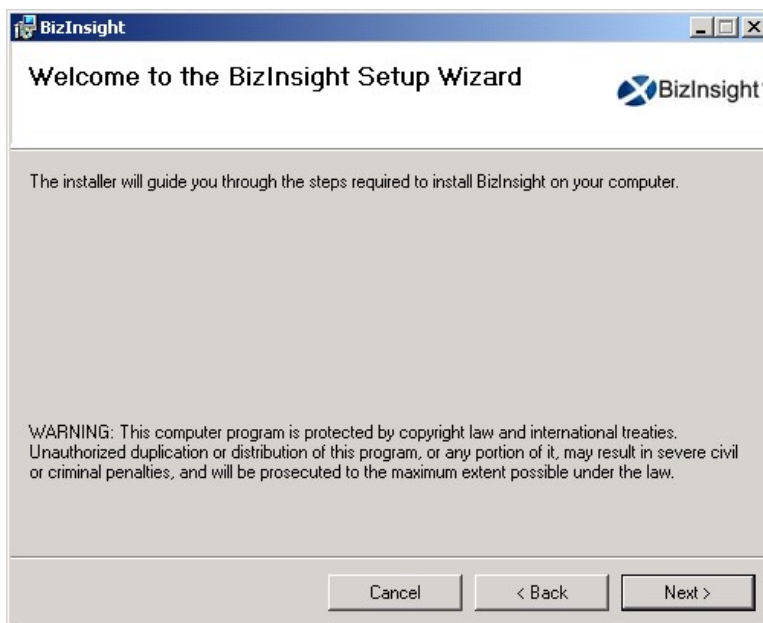 BizInsight
Welcome to the BizInsight Setup Wizard
BizInsight
The installer will guide you through the steps required to install BizInsight on your computer.
WARNING: This computer program is protected by copyright law and international treaties.
Unauthorized duplication or distribution of this program, or any portion of it, may result in severe civil
or criminal penalties, and will be prosecuted to the maximum extent possible under the law.
Cancel
< Back
Next >